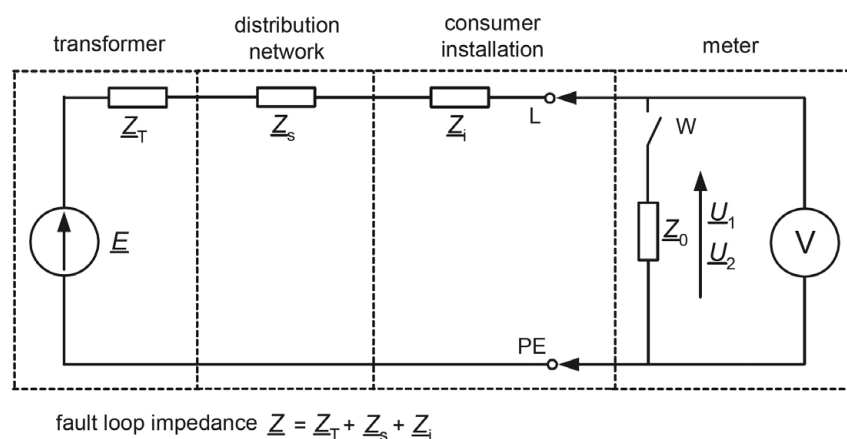 transformer
distribution
network
consumer
installation
meter
Z_T
Z_s
Z_i
L
W
E
Z_0
U_1
U_2
V
PE
fault loop impedance Z = Z_T + Z_s + Z_i